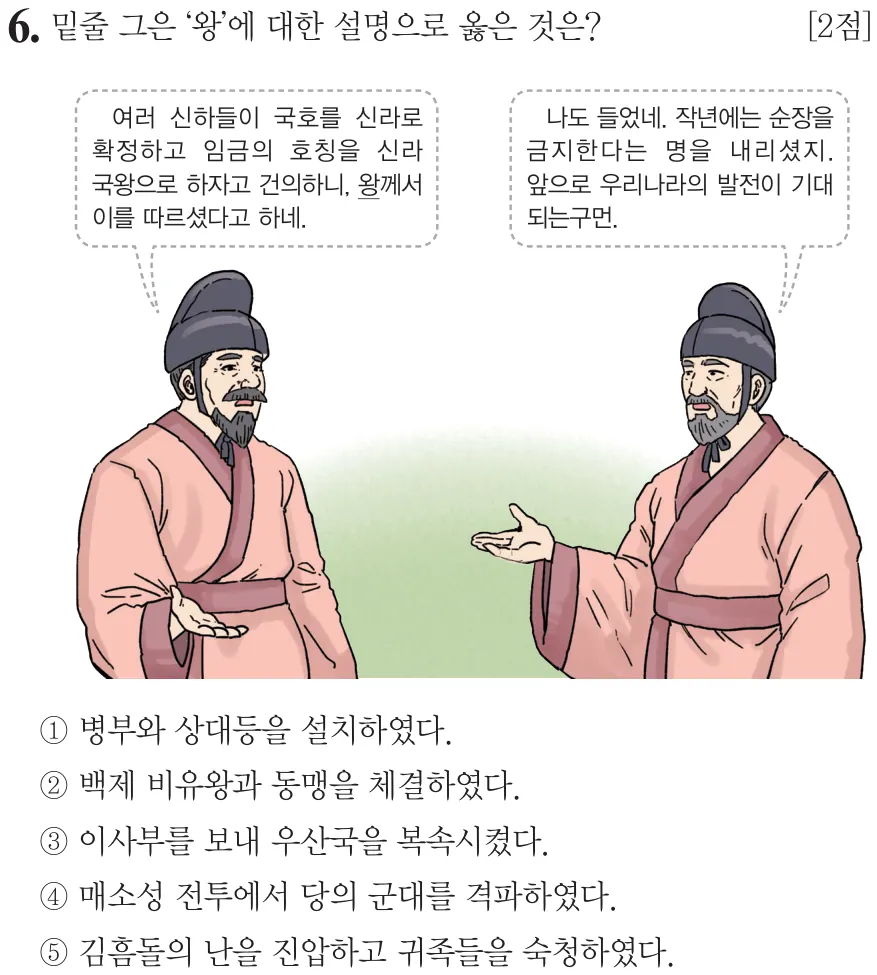 6. 밑줄 그은 ‘왕’에 대한 설명으로 옳은 것은? [2점]
여러 신하들이 국호를 신라로
확정하고 임금의 호칭을 신라
국왕으로 하자고 건의하니, 왕께서
이를 따르셨다고 하네.
나도 들었네. 작년에는 순장을
금지한다는 명을 내리셨지.
앞으로 우리나라의 발전이 기대
되는구먼.
① 병부와 상대등을 설치하였다.
② 백제 비유왕과 동맹을 체결하였다.
③ 이사부를 보내 우산국을 복속시켰다.
④ 매소성 전투에서 당의 군대를 격파하였다.
⑤ 김흠돌의 난을 진압하고 귀족들을 숙청하였다.